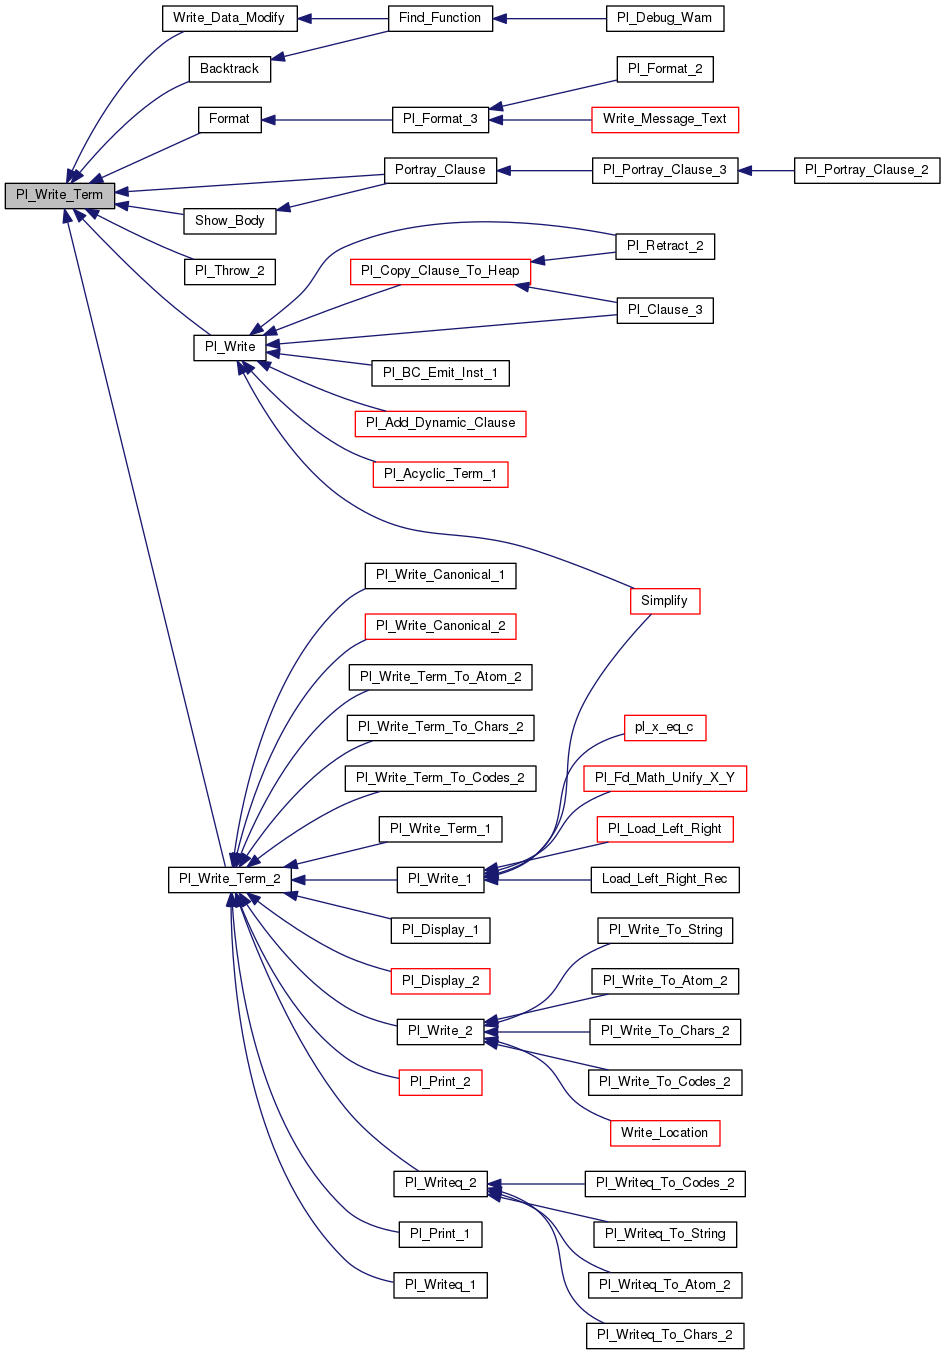 Write_Data_Modify
Find_Function
Pl_Debug_Wam
Backtrack
Pl_Format_2
Format
Pl_Format_3
Write_Message_Text
Portray_Clause
Pl_Portray_Clause_3
Pl_Portray_Clause_2
Pl_Write_Term
Show_Body
Pl_Retract_2
Pl_Throw_2
Pl_Copy_Clause_To_Heap
Pl_Clause_3
Pl_Write
Pl_BC_Emit_Inst_1
Pl_Add_Dynamic_Clause
Pl_Acyclic_Term_1
Pl_Write_Canonical_1
Simplify
Pl_Write_Canonical_2
Pl_Write_Term_To_Atom_2
Pl_Write_Term_To_Chars_2
pl_x_eq_c
Pl_Write_Term_To_Codes_2
Pl_Fd_Math_Unify_X_Y
Pl_Write_Term_1
Pl_Load_Left_Right
Pl_Write_Term_2
Pl_Write_1
Load_Left_Right_Rec
Pl_Display_1
Pl_Write_To_String
Pl_Display_2
Pl_Write_To_Atom_2
Pl_Write_2
Pl_Write_To_Chars_2
Pl_Print_2
Pl_Write_To_Codes_2
Write_Location
Pl_Writeq_2
Pl_Writeq_To_Codes_2
Pl_Print_1
Pl_Writeq_To_String
Pl_Writeq_1
Pl_Writeq_To_Atom_2
Pl_Writeq_To_Chars_2